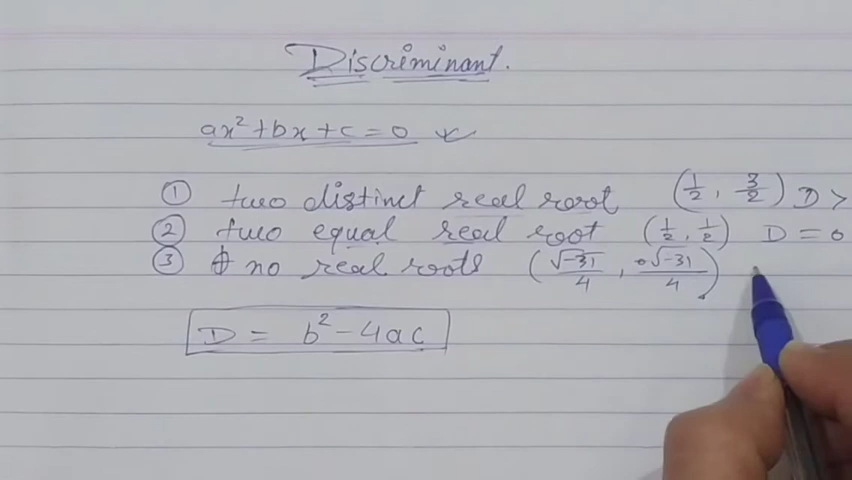 Discriminant.
ax²+bx+c=0
① two distinct real root (1/2, 3/2) D >
② two equal real root (1/2, 1/2) D = 0
③ no real roots (√-31/4, √-31/4)
D = b²-4ac